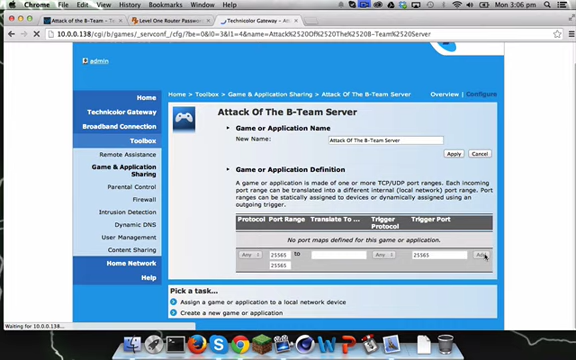 Chrome File Edit View History Bookmarks Window Help
Mon 3:06 pm
Attack of the B-Team
Level One Router Passwor
Technicolor Gateway - Att
10.0.0.138/cgi/b/games/_servconf_/cfg/?be=0&l0=3&l1=4&name=Attack%2520Of%2520The%2520B-Team%2520Server
admin
Home
Technicolor Gateway
Broadband Connection
Toolbox
Remote Assistance
Game & Application
Sharing
Parental Control
Firewall
Intrusion Detection
Dynamic DNS
User Management
Content Sharing
Home Network
Help
Home > Toolbox > Game & Application Sharing > Attack Of The B-Team Server
Overview | Configure
Attack Of The B-Team Server
Game or Application Name
New Name:
Attack Of The B-Team Server
Apply
Cancel
Game or Application Definition
A game or application is made of one or more TCP/UDP port ranges. Each incoming
port range can be translated into a different internal (local network) port range. Port
ranges can be statically assigned to devices or dynamically assigned using an
outgoing trigger.
Protocol Port Range Translate To ... Trigger Protocol Trigger Port
No port maps defined for this game or application.
Any 25565 to Any 25565 Add
25565
Pick a task...
Assign a game or application to a local network device
Create a new game or application
Waiting for 10.0.0.138...